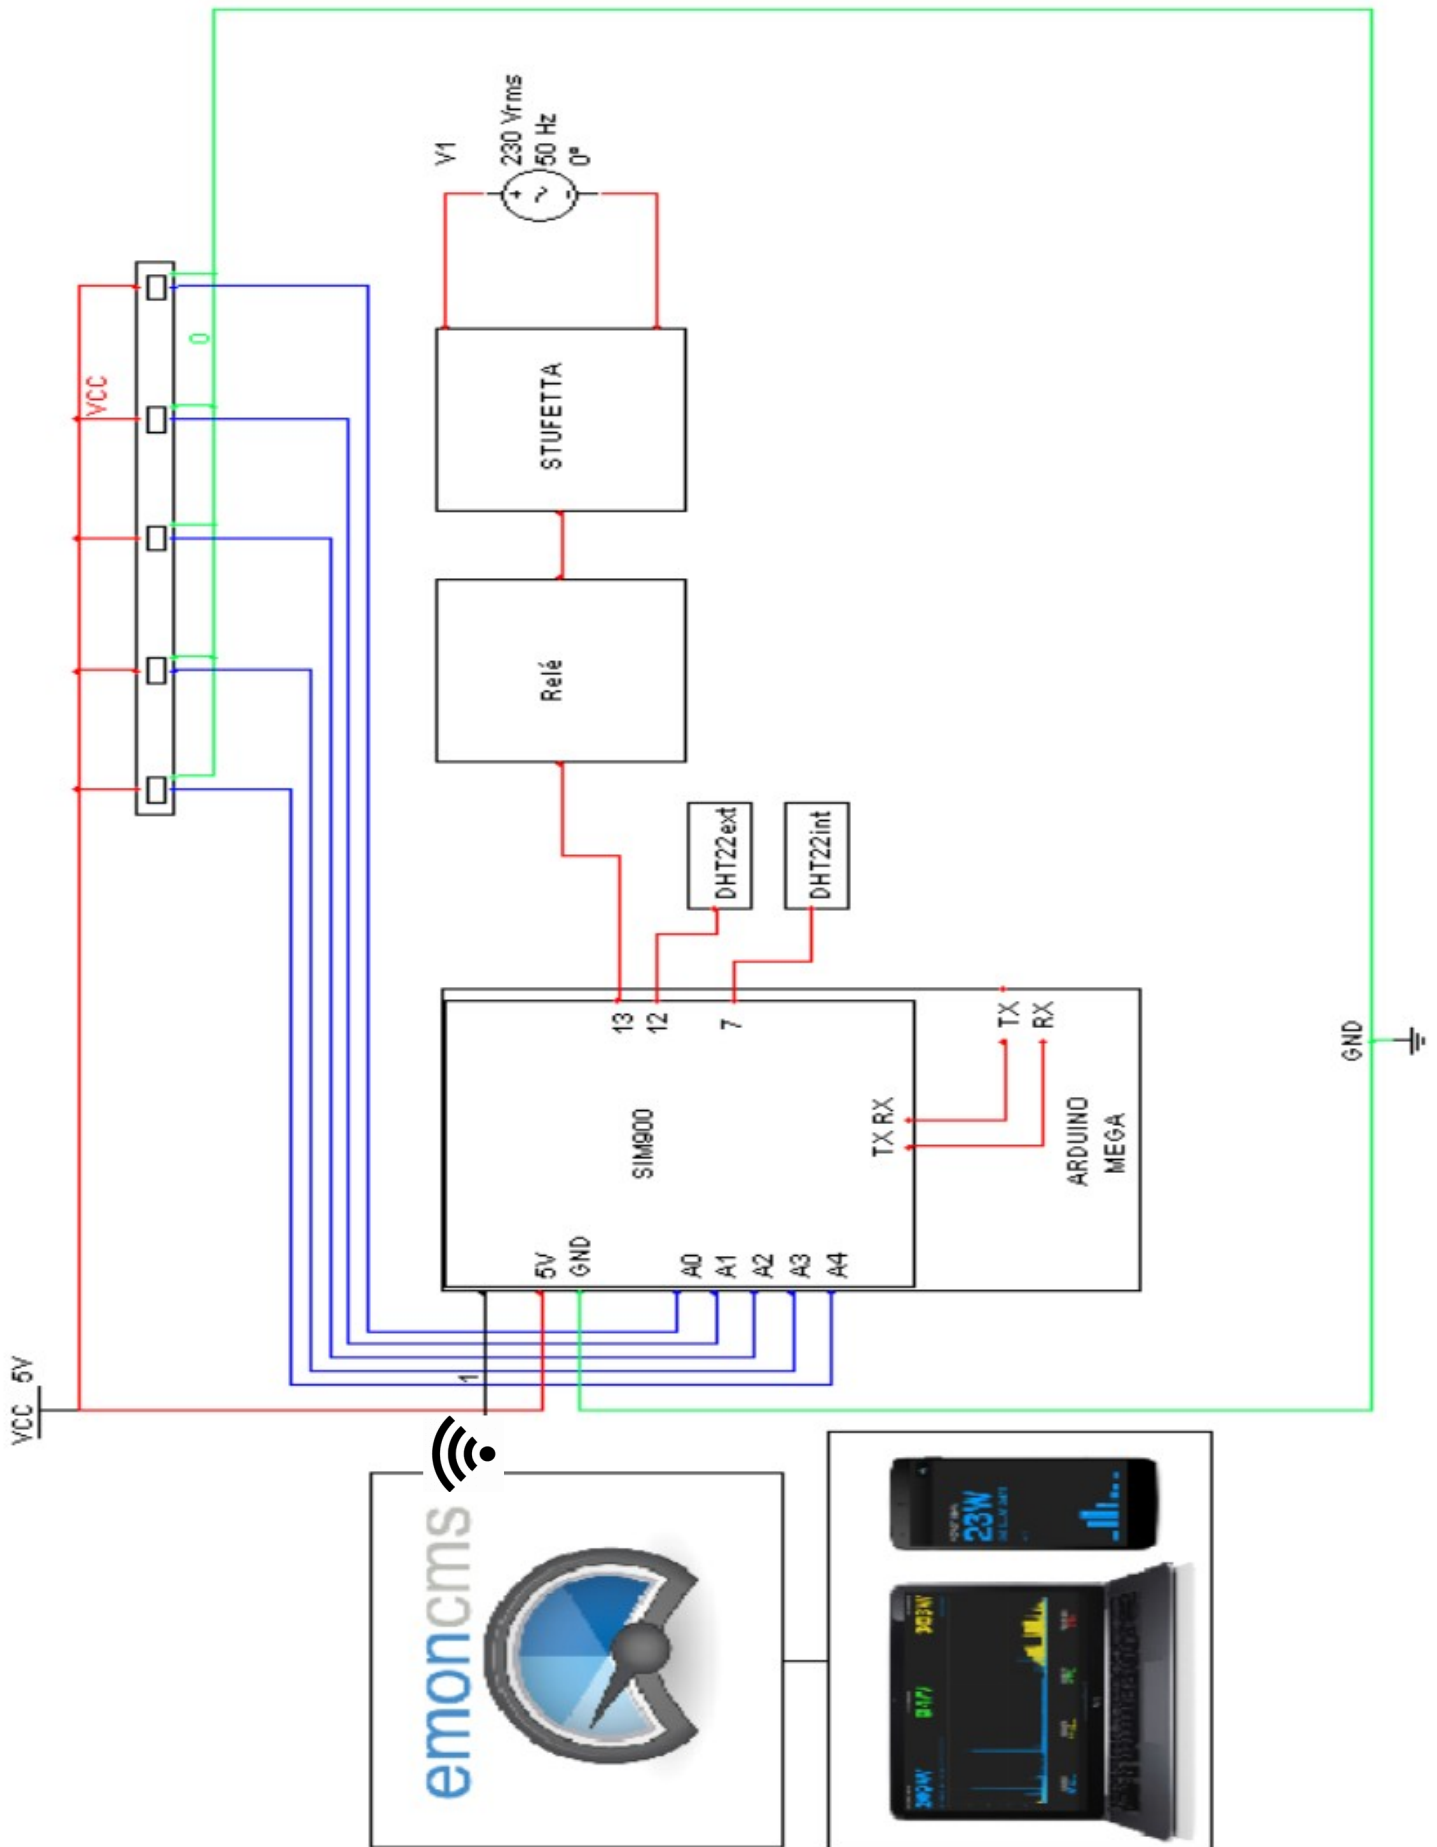 VCC 5V
VCC
0
V1
230 Vrms
50 Hz
0°
STUFETTA
Relé
DHT22ext
DHT22int
13
12
7
TX
RX
SIM900
TX RX
ARDUINO
MEGA
5V
GND
A0
A1
A2
A3
A4
1
GND
emoncms
23W